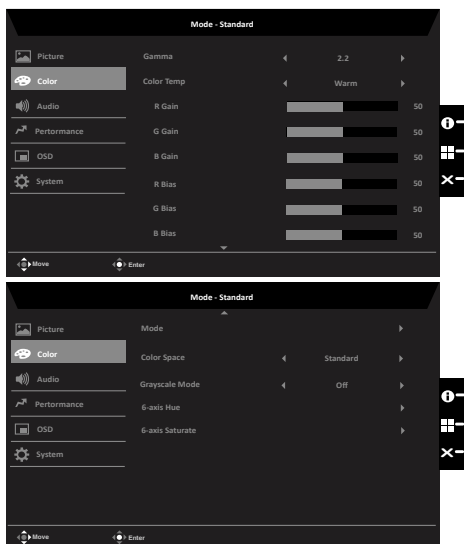 Mode - Standard
Picture
Gamma 2.2
Color
Color Temp Warm
Audio
R Gain 50
Pertormance
G Gain 50
OSD
B Gain 50
System
R Bias 50
G Bias 50
B Bias 50
Move Enter
Mode - Standard
Picture
Mode
Color
Color Space Standard
Audio
Grayscale Mode Off
Pertormance
6-axis Hue
OSD
6-axis Saturate
System
Move Enter